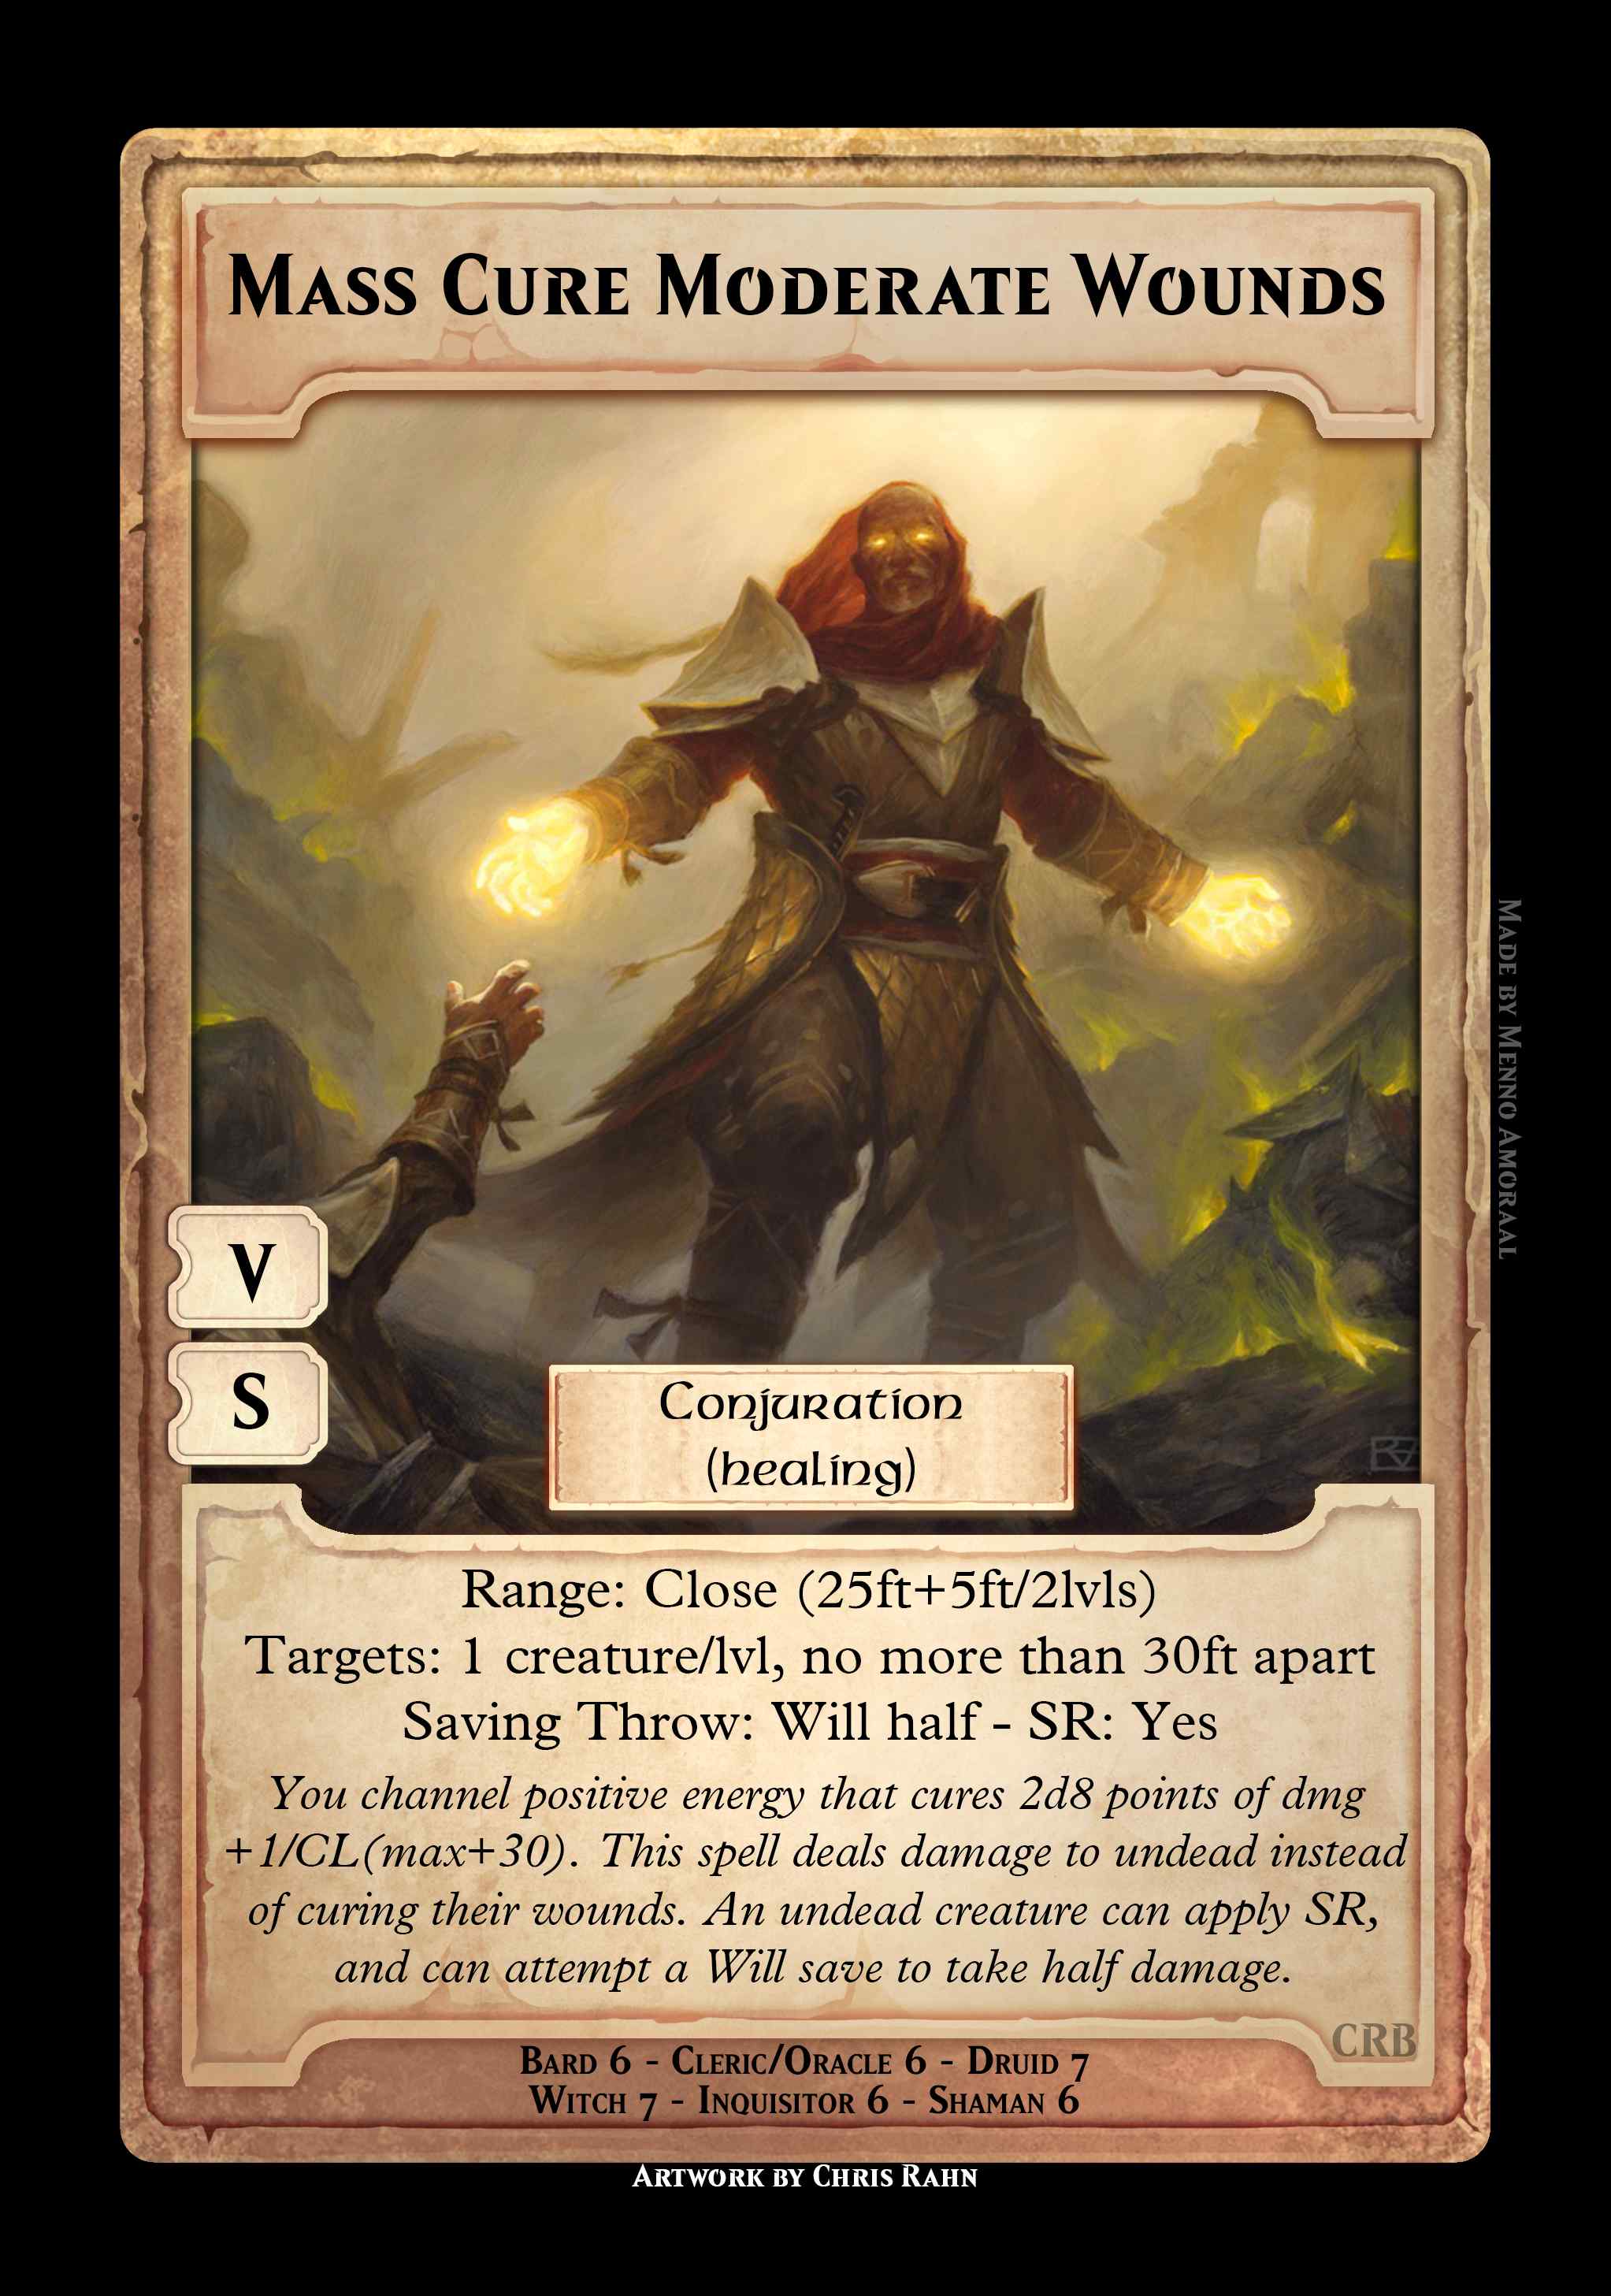 Mass Cure Moderate Wounds
Made by Menno Amoraal
V
S
Conjuration
(healing)
Range: Close (25ft+5ft/2lvls)
Targets: 1 creature/lvl, no more than 30ft apart
Saving Throw: Will half - SR: Yes
You channel positive energy that cures 2d8 points of dmg
+1/CL(max+30). This spell deals damage to undead instead
of curing their wounds. An undead creature can apply SR,
and can attempt a Will save to take half damage.
CRB
Bard 6 - Cleric/Oracle 6 - Druid 7
Witch 7 - Inquisitor 6 - Shaman 6
Artwork by Chris Rahn